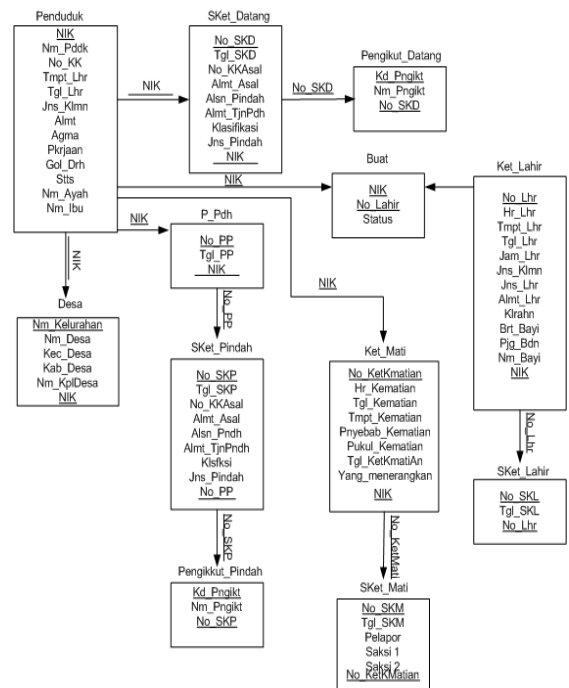 Penduduk
NIK
Nm_Pddk
No_KK
Tmpt_Lhr
Tgl_Lhr
Jns_Klmn
Almt
Agma
Pkrjaan
Gol_Drh
Stts
Nm_Ayah
Nm_Ibu
NIK
SKet_Datang
No_SKD
Tgl_SKD
No_KKAsal
Almt_Asal
Alsn_Pindah
Almt_TjnPdh
Klasifikasi
Jns_Pindah
NIK
No_SKD
Pengikut_Datang
Kd_Pngikt
Nm_Pngikt
No_SKD
NIK
Buat
NIK
No_Lahir
Status
Ket_Lahir
No_Lhr
Hr_Lhr
Tmpt_Lhr
Tgl_Lhr
Jam_Lhr
Jns_Klmn
Jns_Lhr
Almt_Lhr
Klrahn
Brt_Bayi
Pjg_Bdn
Nm_Bayi
NIK
No_Lhr
SKet_Lahir
No_SKL
Tgl_SKL
No_Lhr
NIK
P_Pdh
No_PP
Tgl_PP
NIK
NIK
Desa
Nm_Kelurahan
Nm_Desa
Kec_Desa
Kab_Desa
Nm_KplDesa
NIK
No_PP
SKet_Pindah
No_SKP
Tgl_SKP
No_KKAsal
Almt_Asal
Alsn_Pndh
Almt_TjnPndh
Klsfksi
Jns_Pindah
No_PP
No_SKP
Pengikkut_Pindah
Kd_Pngikt
Nm_Pngikt
No_SKP
NIK
Ket_Mati
No_KetKmatian
Hr_Kematian
Tgl_Kematian
Tmpt_Kematian
Pnyebab_Kematian
Pukul_Kematian
Tgl_KetKmatiAn
Yang_menerangkan
NIK
No_KetMati
SKet_Mati
No_SKM
Tgl_SKM
Pelapor
Saksi 1
Saksi 2
No_KetKMatian